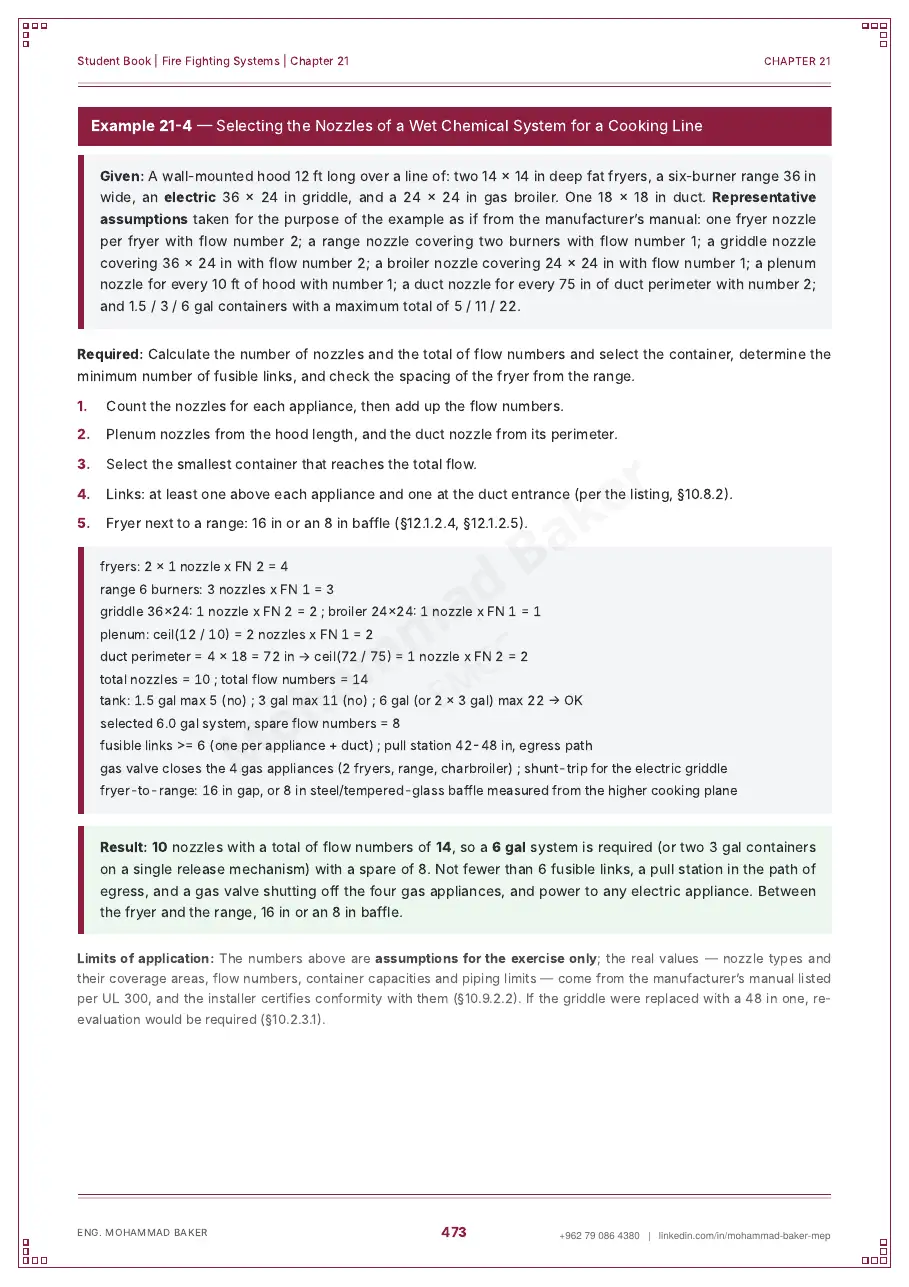 Student Book | Fire Fighting Systems | Chapter 21
CHAPTER 21
Example 21-4 — Selecting the Nozzles of a Wet Chemical System for a Cooking Line
Given: A wall-mounted hood 12 ft long over a line of: two 14 × 14 in deep fat fryers, a six-burner range 36 in
wide, an electric 36 × 24 in griddle, and a 24 × 24 in gas broiler. One 18 × 18 in duct. Representative
assumptions taken for the purpose of the example as if from the manufacturer’s manual: one fryer nozzle
per fryer with flow number 2; a range nozzle covering two burners with flow number 1; a griddle nozzle
covering 36 × 24 in with flow number 2; a broiler nozzle covering 24 × 24 in with flow number 1; a plenum
nozzle for every 10 ft of hood with number 1; a duct nozzle for every 75 in of duct perimeter with number 2;
and 1.5 / 3 / 6 gal containers with a maximum total of 5 / 11 / 22.
Required: Calculate the number of nozzles and the total of flow numbers and select the container, determine the
minimum number of fusible links, and check the spacing of the fryer from the range.
1. Count the nozzles for each appliance, then add up the flow numbers.
2. Plenum nozzles from the hood length, and the duct nozzle from its perimeter.
3. Select the smallest container that reaches the total flow.
4. Links: at least one above each appliance and one at the duct entrance (per the listing, §10.8.2).
5. Fryer next to a range: 16 in or an 8 in baffle (§12.1.2.4, §12.1.2.5).
fryers: 2 × 1 nozzle x FN 2 = 4
range 6 burners: 3 nozzles x FN 1 = 3
griddle 36×24: 1 nozzle x FN 2 = 2 ; broiler 24×24: 1 nozzle x FN 1 = 1
plenum: ceil(12 / 10) = 2 nozzles x FN 1 = 2
duct perimeter = 4 × 18 = 72 in → ceil(72 / 75) = 1 nozzle x FN 2 = 2
total nozzles = 10 ; total flow numbers = 14
tank: 1.5 gal max 5 (no) ; 3 gal max 11 (no) ; 6 gal (or 2 × 3 gal) max 22 → OK
selected 6.0 gal system, spare flow numbers = 8
fusible links >= 6 (one per appliance + duct) ; pull station 42-48 in, egress path
gas valve closes the 4 gas appliances (2 fryers, range, charbroiler) ; shunt-trip for the electric griddle
fryer-to-range: 16 in gap, or 8 in steel/tempered-glass baffle measured from the higher cooking plane
Result: 10 nozzles with a total of flow numbers of 14, so a 6 gal system is required (or two 3 gal containers
on a single release mechanism) with a spare of 8. Not fewer than 6 fusible links, a pull station in the path of
egress, and a gas valve shutting off the four gas appliances, and power to any electric appliance. Between
the fryer and the range, 16 in or an 8 in baffle.
Limits of application: The numbers above are assumptions for the exercise only; the real values — nozzle types and
their coverage areas, flow numbers, container capacities and piping limits — come from the manufacturer’s manual listed
per UL 300, and the installer certifies conformity with them (§10.9.2.2). If the griddle were replaced with a 48 in one, re-
evaluation would be required (§10.2.3.1).
Mohammad Baker
ENG. MOHAMMAD BAKER
473
+962 79 086 4380 | linkedin.com/in/mohammad-baker-mep